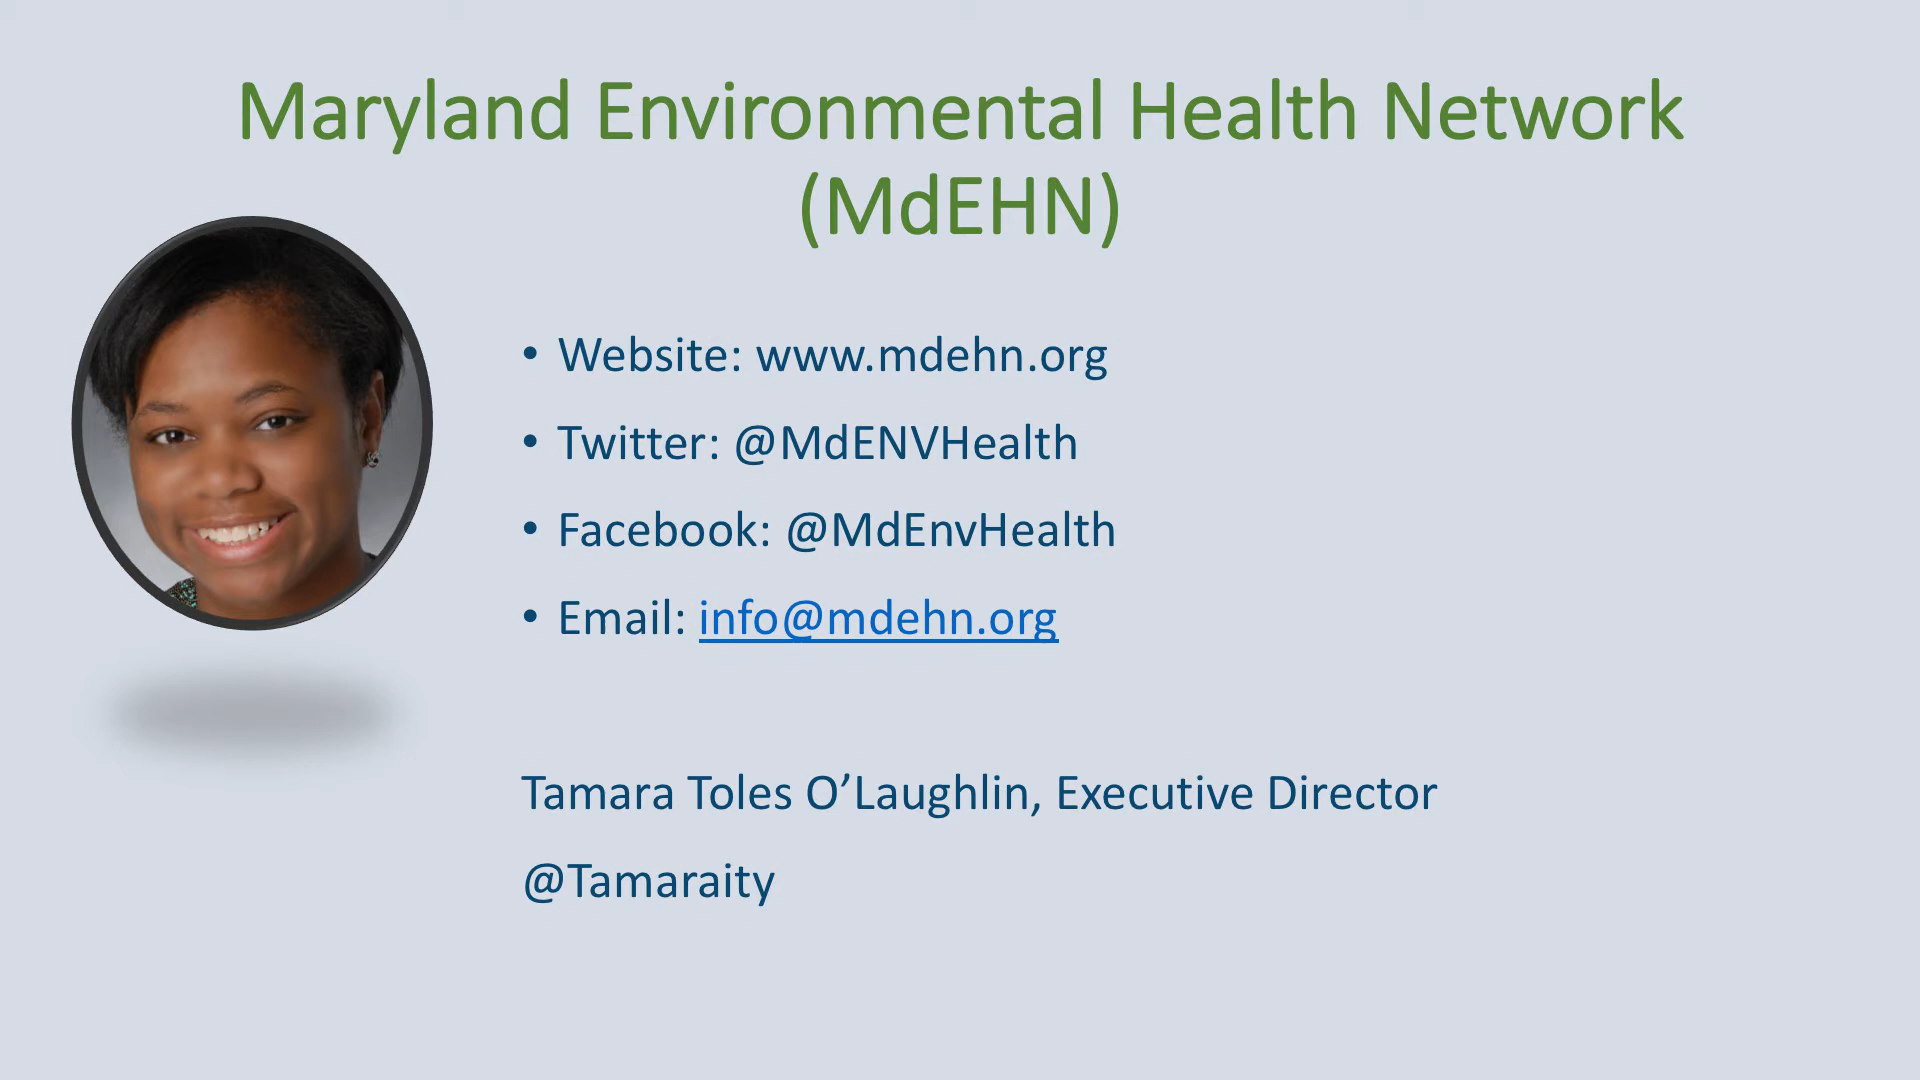 Maryland Environmental Health Network
(MdEHN)
• Website: www.mdehn.org
• Twitter: @MdENVHealth
• Facebook: @MdEnvHealth
• Email: info@mdehn.org
Tamara Toles O’Laughlin, Executive Director
@Tamaraity